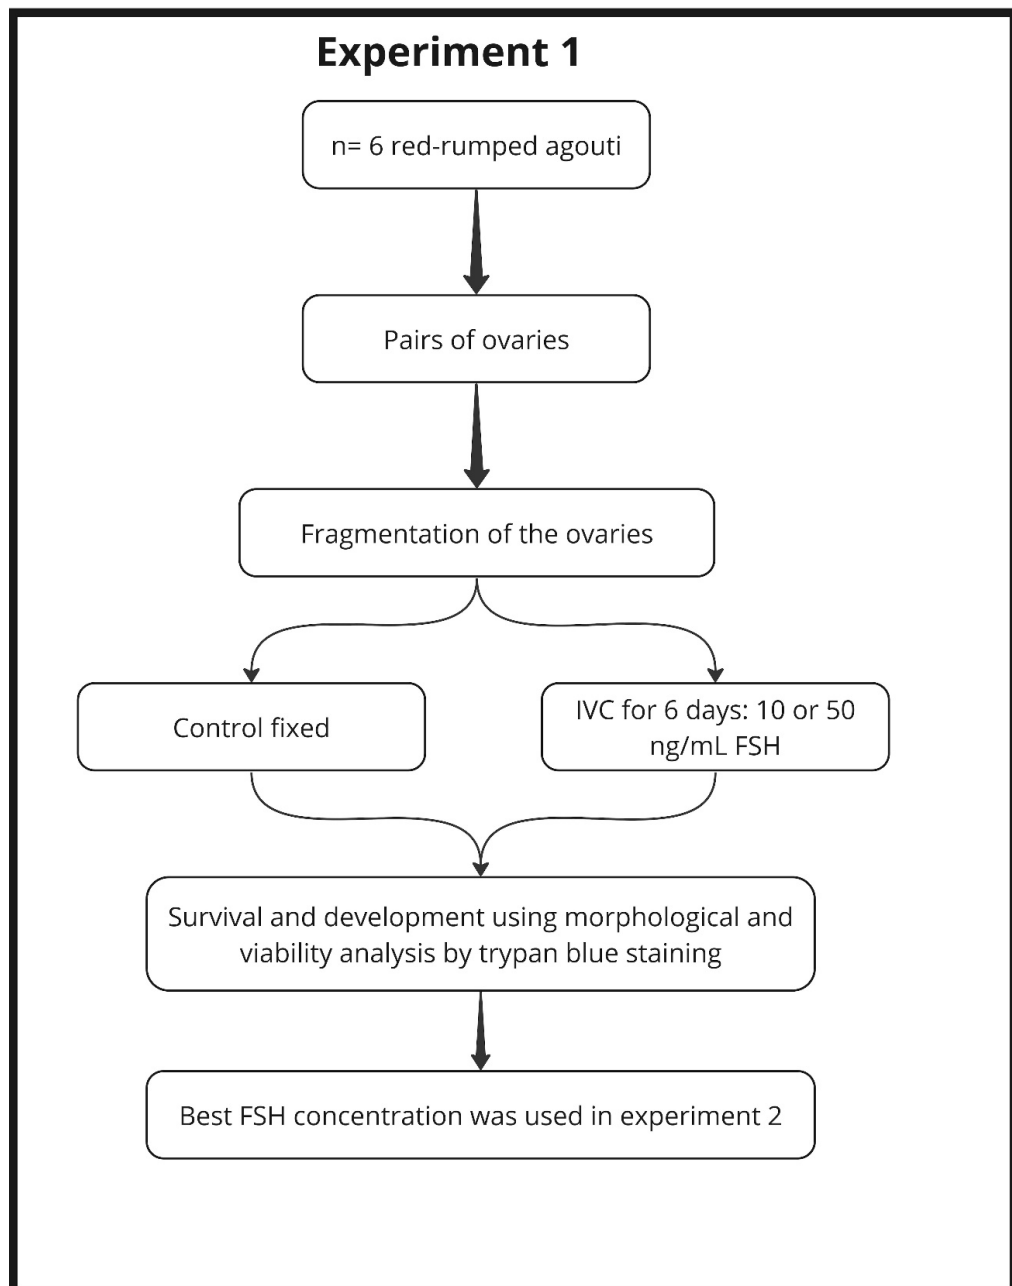 Experiment 1
n= 6 red-rumped agouti
Pairs of ovaries
Fragmentation of the ovaries
Control fixed
IVC for 6 days: 10 or 50
ng/mL FSH
Survival and development using morphological and
viability analysis by trypan blue staining
Best FSH concentration was used in experiment 2